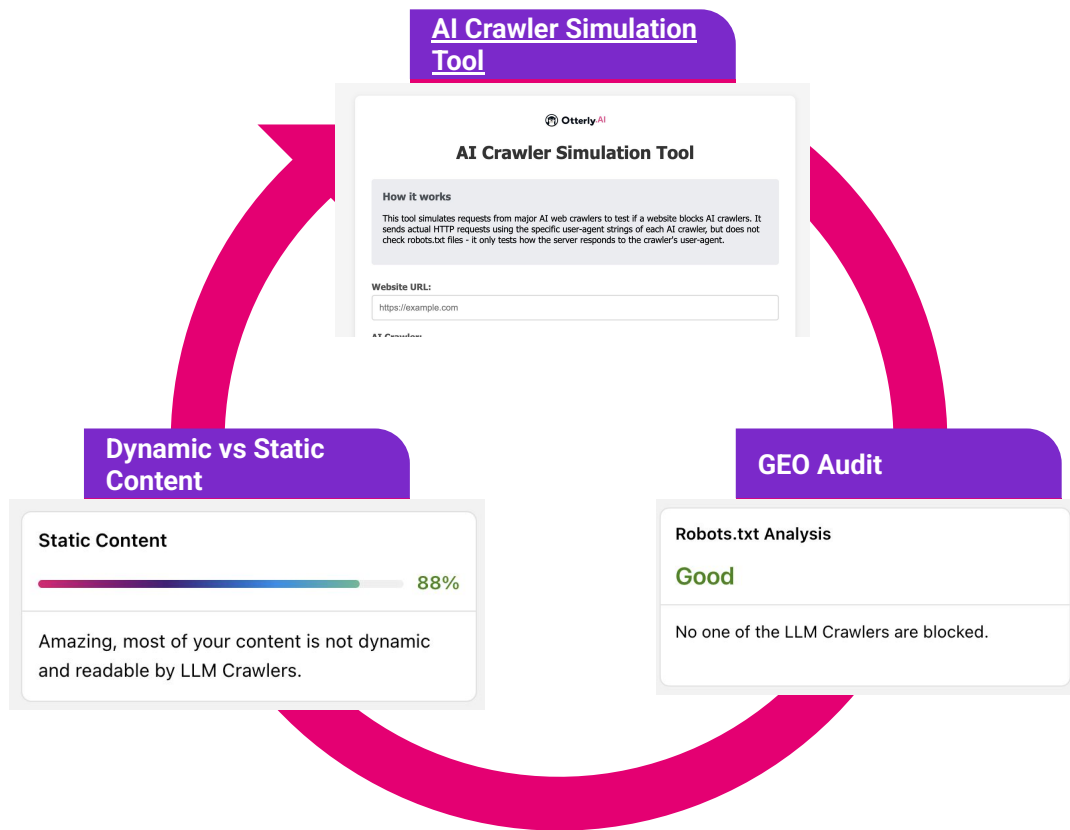 AI Crawler Simulation
Tool
Otterly.AI
AI Crawler Simulation Tool
How it works
This tool simulates requests from major AI web crawlers to test if a website blocks AI crawlers. It
sends actual HTTP requests using the specific user-agent strings of each AI crawler, but does not
check robots.txt files - it only tests how the server responds to the crawler's user-agent.
Website URL:
https://example.com
AI Crawler:
Dynamic vs Static
Content
Static Content
88%
Amazing, most of your content is not dynamic
and readable by LLM Crawlers.
GEO Audit
Robots.txt Analysis
Good
No one of the LLM Crawlers are blocked.